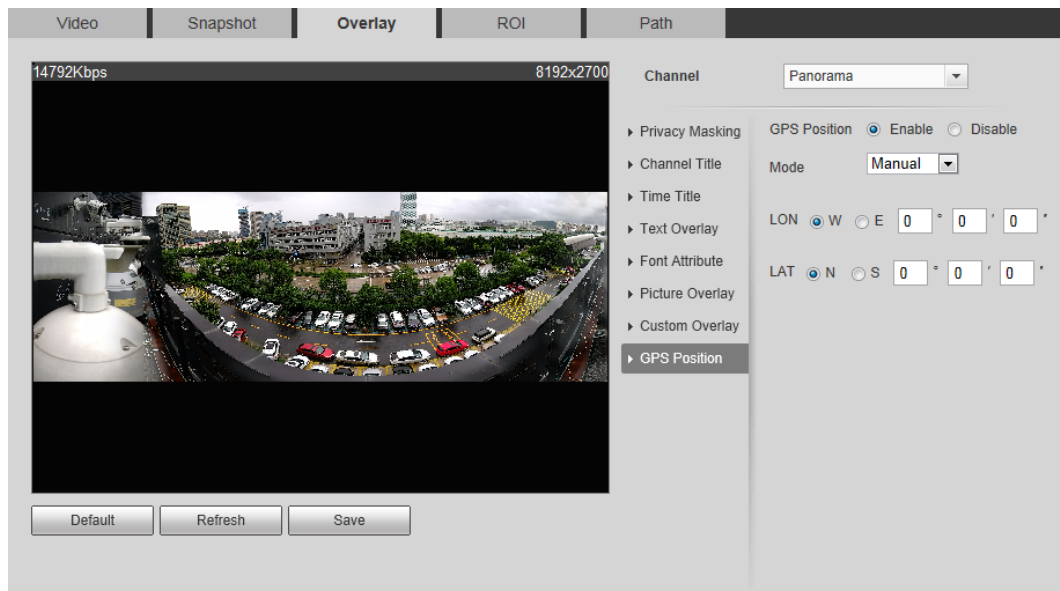 Video Snapshot Overlay ROI Path
14792Kbps 8192x2700
Channel Panorama
Privacy Masking
Channel Title
Time Title
Text Overlay
Font Attribute
Picture Overlay
Custom Overlay
GPS Position
GPS Position Enable Disable
Mode Manual
LON W E 0 ° 0 ' 0 "
LAT N S 0 ° 0 ' 0 "
Default Refresh Save